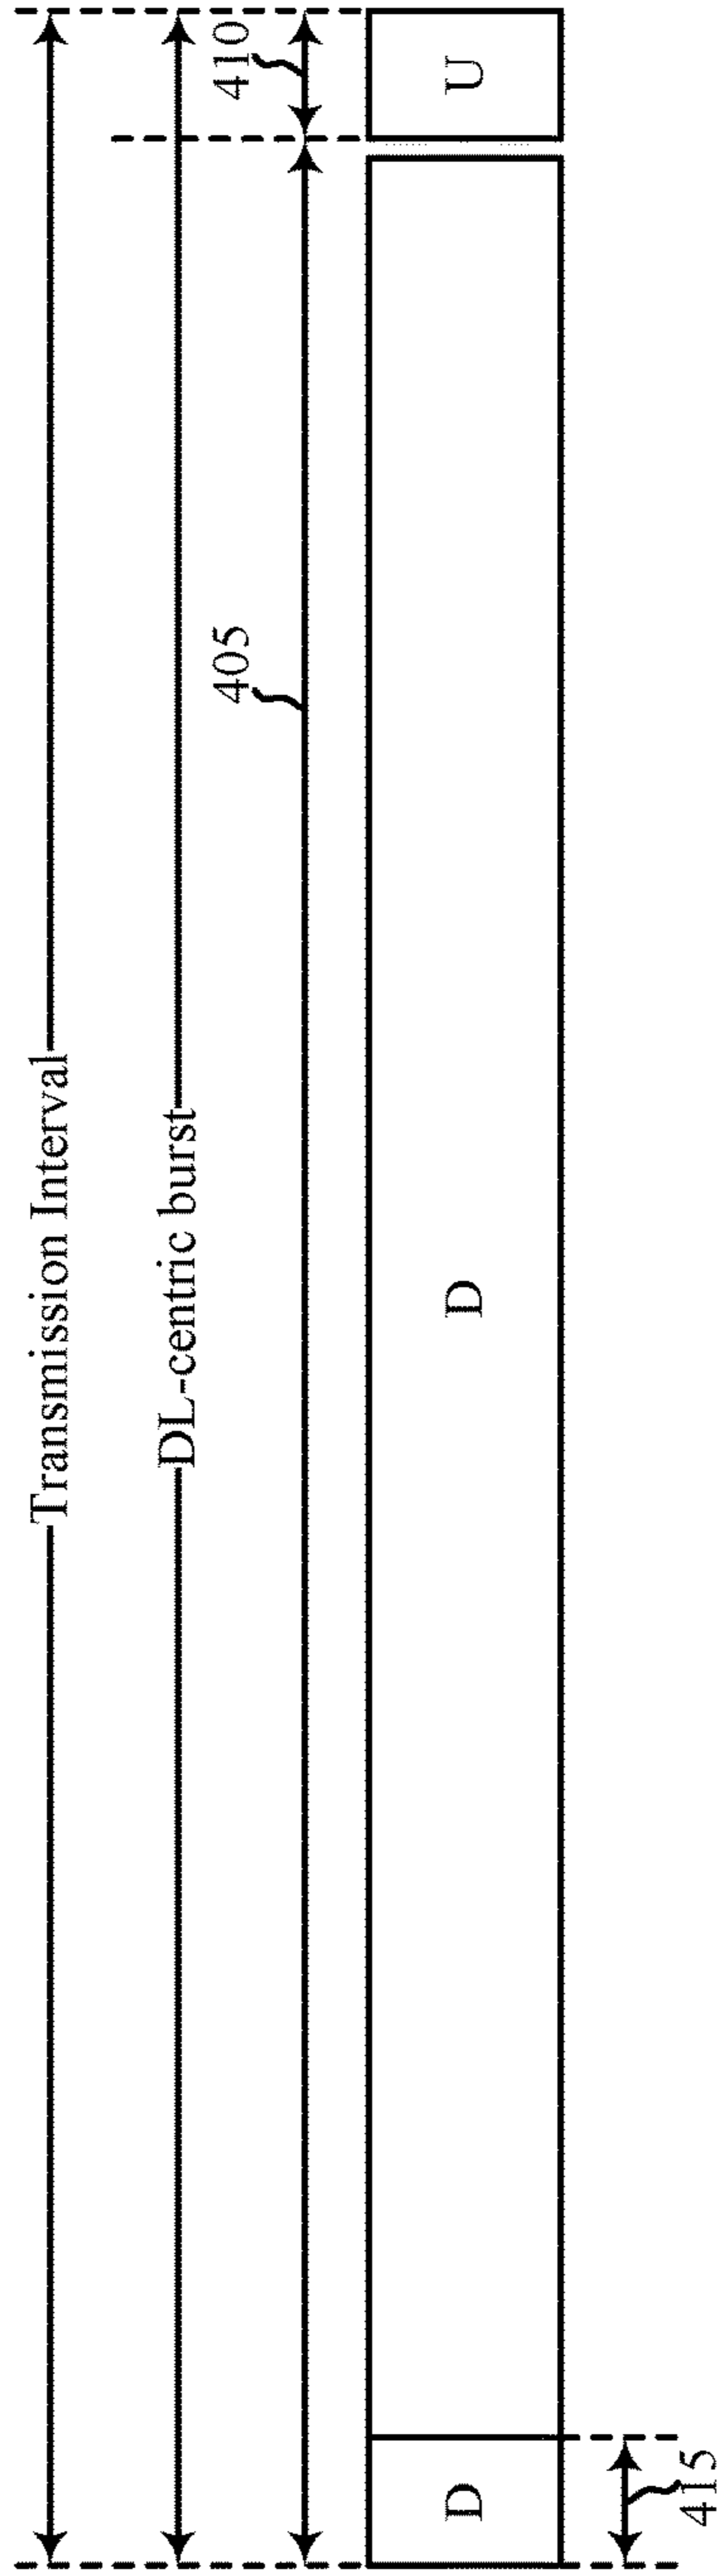 Transmission Interval
DL-centric burst
405
410
D
D
U
415